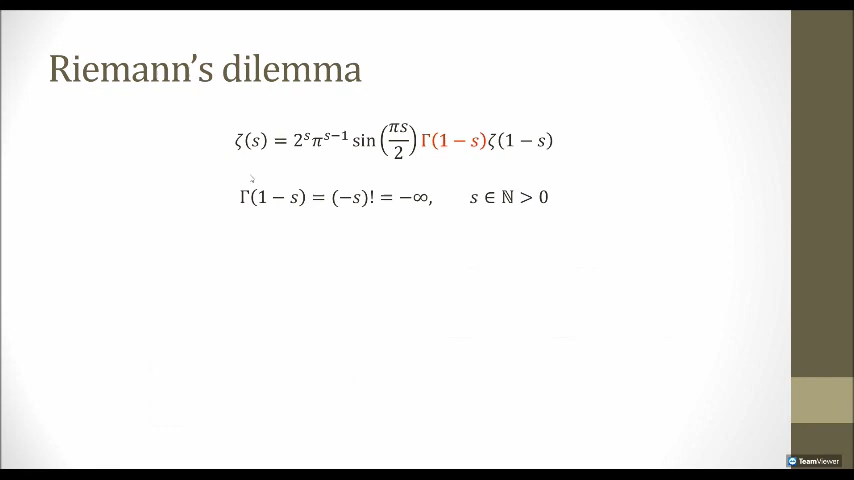 Riemann's dilemma
ζ(s) = 2^s π^{s−1} sin(πs/2) Γ(1 − s)ζ(1 − s)
Γ(1 − s) = (−s)! = −∞, s ∈ ℕ > 0
TeamViewer